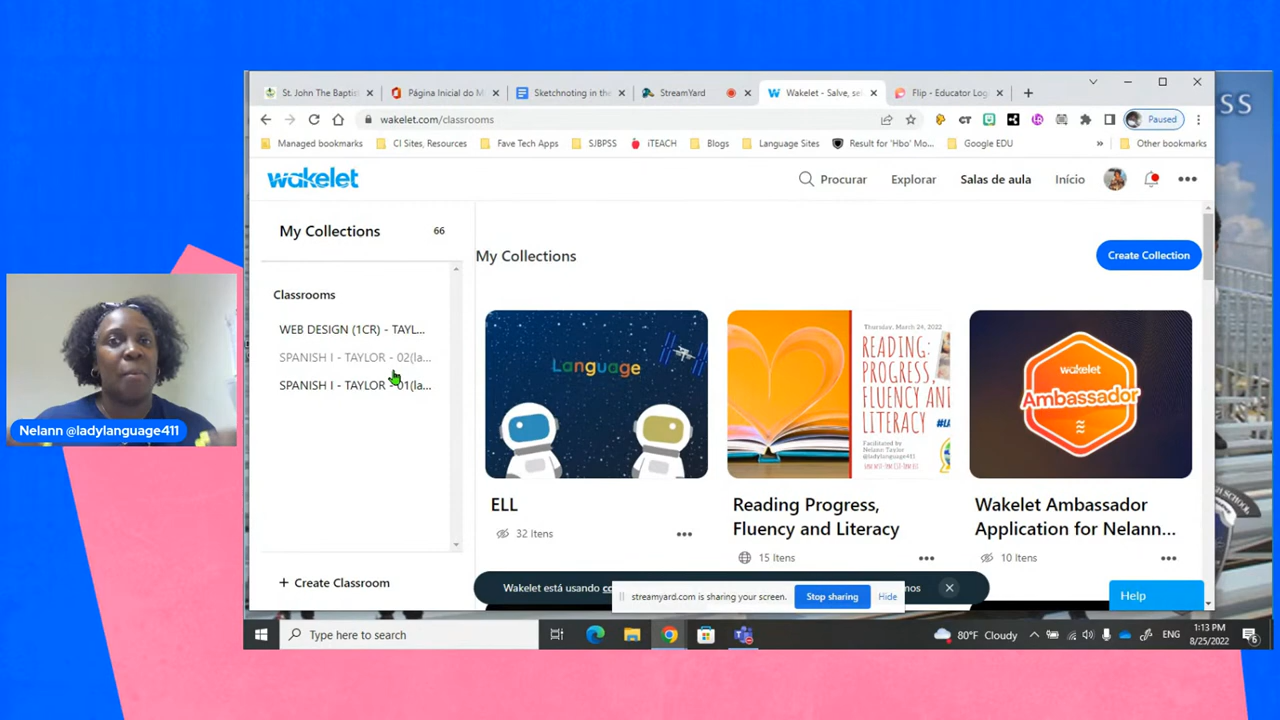 St. John The Baptis
Página Inicial do M
Sketchnoting in the
StreamYard
Wakelet - Salve, se
Flip - Educator Log
wakelet.com/classrooms
Paused
Managed bookmarks
CI Sites, Resources
Fave Tech Apps
SJBPSS
iTEACH
Blogs
Language Sites
Result for 'Hbo' Mo...
Google EDU
Other bookmarks
wakelet
Procurar
Explorar
Salas de aula
Início
My Collections
66
Classrooms
WEB DESIGN (1CR) - TAYL...
SPANISH I - TAYLOR - 02(la...
SPANISH I - TAYLOR - 01(la...
+ Create Classroom
My Collections
Create Collection
Language
ELL
32 Itens
Thursday, March 24, 2022
READING:
PROGRESS,
FLUENCY AND
LITERACY
Facilitated by
Nelann Taylor
@ladylanguage411
Reading Progress,
Fluency and Literacy
15 Itens
wakelet
Ambassador
Wakelet Ambassador
Application for Nelann...
10 Itens
Wakelet está usando
streamyard.com is sharing your screen.
Stop sharing
Hide
Help
Nelann @ladylanguage411
Type here to search
80°F Cloudy
ENG
1:13 PM
8/25/2022